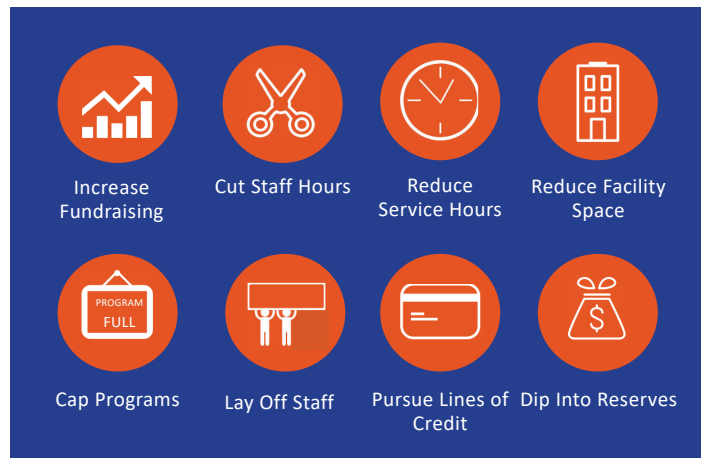 Increase
Fundraising
Cut Staff Hours
Reduce
Service Hours
Reduce Facility
Space
PROGRAM
FULL
$
Cap Programs
Lay Off Staff
Pursue Lines of
Credit
Dip Into Reserves